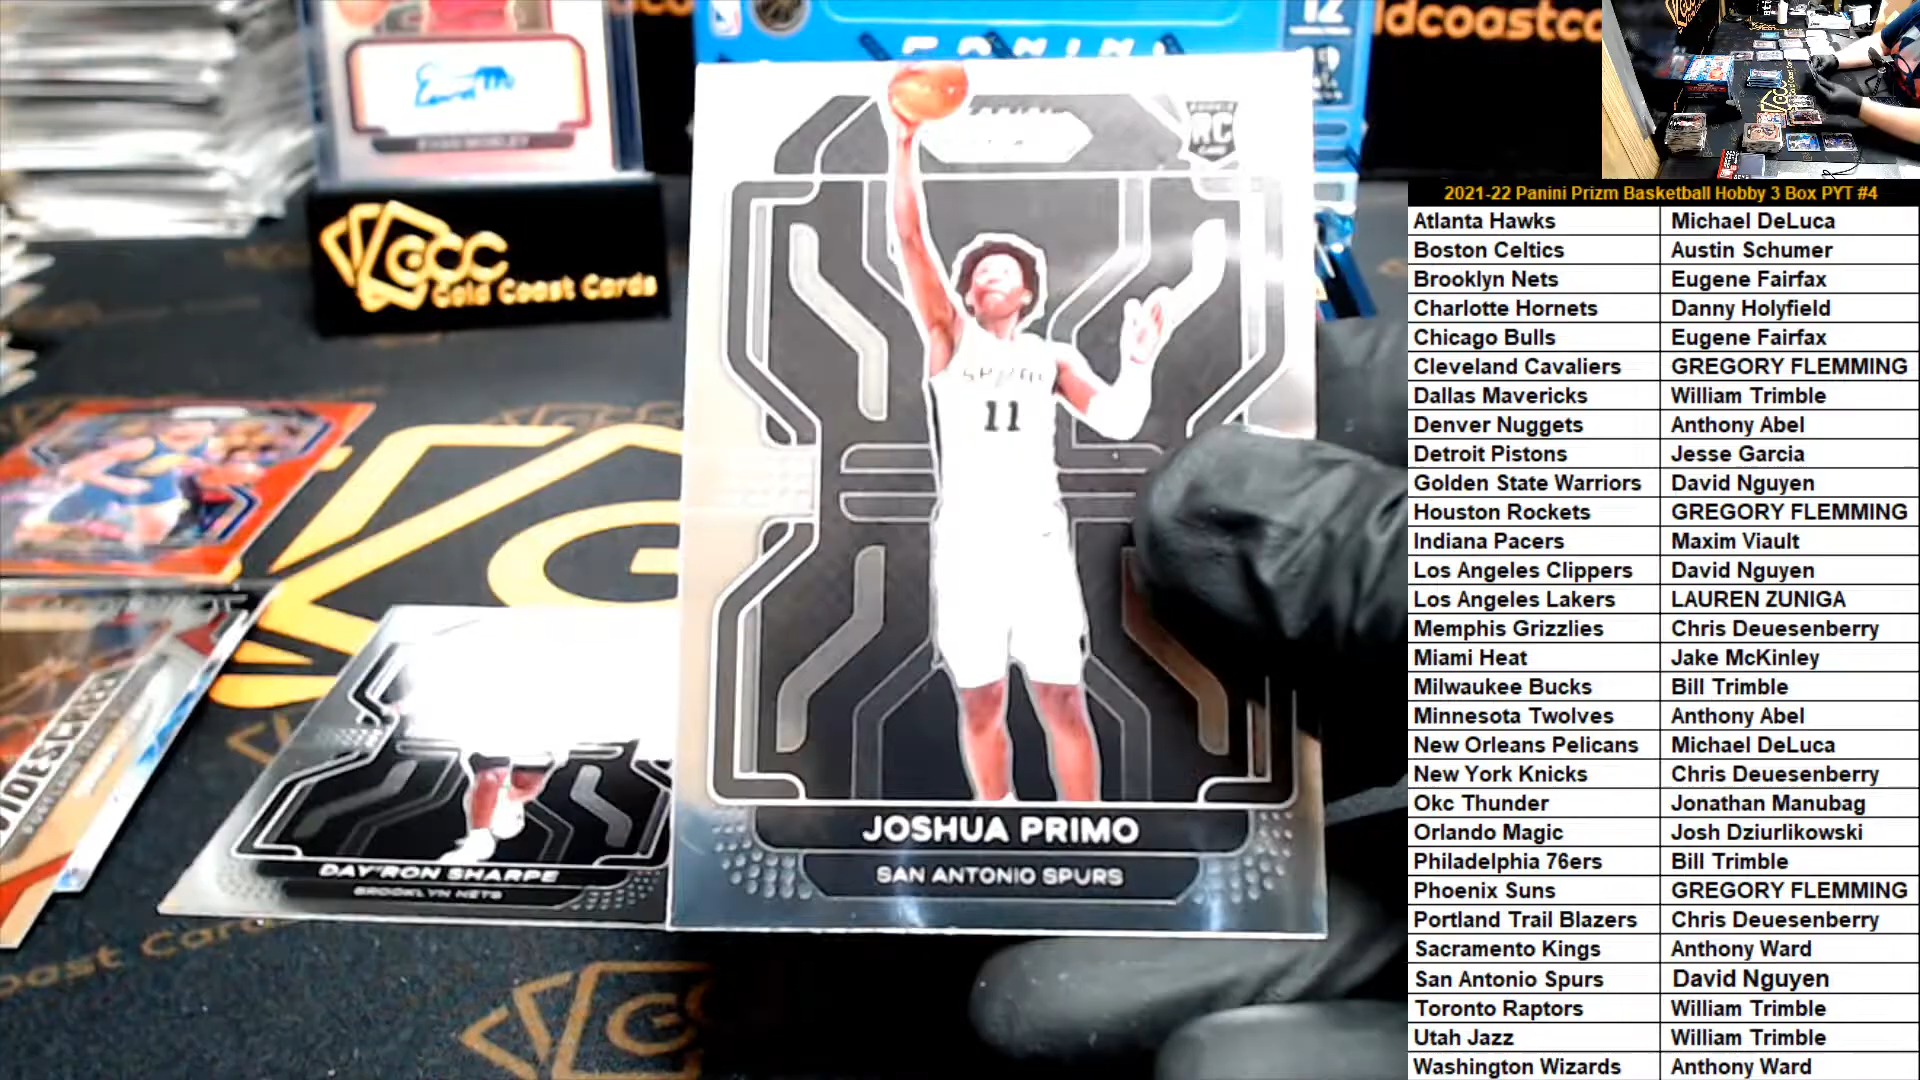 PANINI
12
ldcoastca
GCC
Gold Coast Cards
PANINI
RC
SPURS
11
JOSHUA PRIMO
SAN ANTONIO SPURS
DAY'RON SHARPE
BROOKLYN NETS
oast Cards
2021-22 Panini Prizm Basketball Hobby 3 Box PYT #4
Atlanta Hawks Michael DeLuca
Boston Celtics Austin Schumer
Brooklyn Nets Eugene Fairfax
Charlotte Hornets Danny Holyfield
Chicago Bulls Eugene Fairfax
Cleveland Cavaliers GREGORY FLEMMING
Dallas Mavericks William Trimble
Denver Nuggets Anthony Abel
Detroit Pistons Jesse Garcia
Golden State Warriors David Nguyen
Houston Rockets GREGORY FLEMMING
Indiana Pacers Maxim Viault
Los Angeles Clippers David Nguyen
Los Angeles Lakers LAUREN ZUNIGA
Memphis Grizzlies Chris Deuesenberry
Miami Heat Jake McKinley
Milwaukee Bucks Bill Trimble
Minnesota Twolves Anthony Abel
New Orleans Pelicans Michael DeLuca
New York Knicks Chris Deuesenberry
Okc Thunder Jonathan Manubag
Orlando Magic Josh Dziurlikowski
Philadelphia 76ers Bill Trimble
Phoenix Suns GREGORY FLEMMING
Portland Trail Blazers Chris Deuesenberry
Sacramento Kings Anthony Ward
San Antonio Spurs David Nguyen
Toronto Raptors William Trimble
Utah Jazz William Trimble
Washington Wizards Anthony Ward